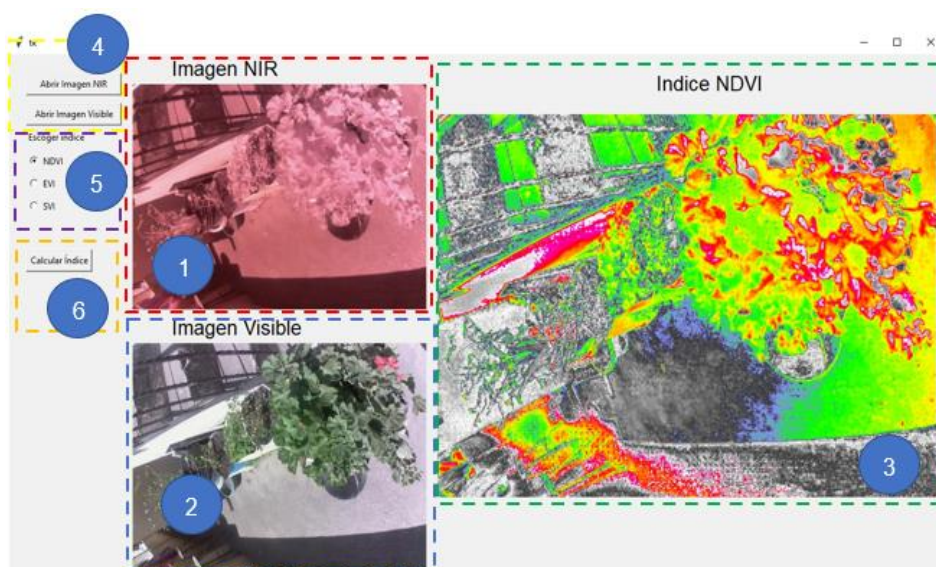 4
tk
Imagen NIR
Indice NDVI
Abrir Imagen NIR
Abrir Imagen Visible
Escoger indice
NDVI
5
EVI
SVI
1
Calcular Índice
6
Imagen Visible
2
3